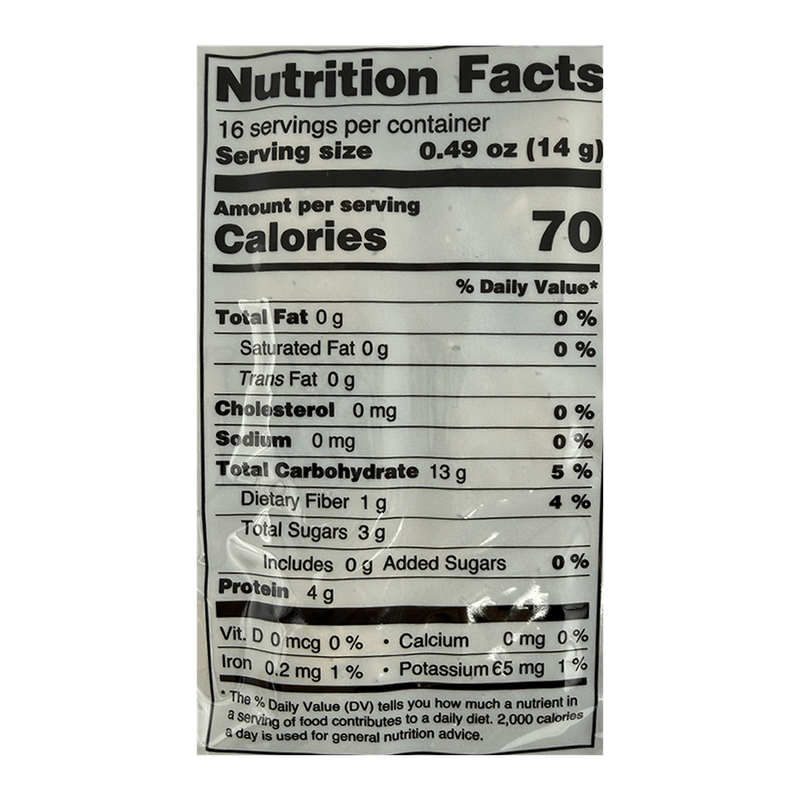 Nutrition Facts
16 servings per container
Serving size 0.49 oz (14 g)
Amount per serving
Calories 70
% Daily Value*
Total Fat 0 g 0 %
Saturated Fat 0 g 0 %
Trans Fat 0 g
Cholesterol 0 mg 0 %
Sodium 0 mg 0 %
Total Carbohydrate 13 g 5 %
Dietary Fiber 1 g 4 %
Total Sugars 3 g
Includes 0 g Added Sugars 0 %
Protein 4 g
Vit. D 0 mcg 0 % • Calcium 0 mg 0 %
Iron 0.2 mg 1 % • Potassium 65 mg 1 %
* The % Daily Value (DV) tells you how much a nutrient in
a serving of food contributes to a daily diet. 2,000 calories
a day is used for general nutrition advice.